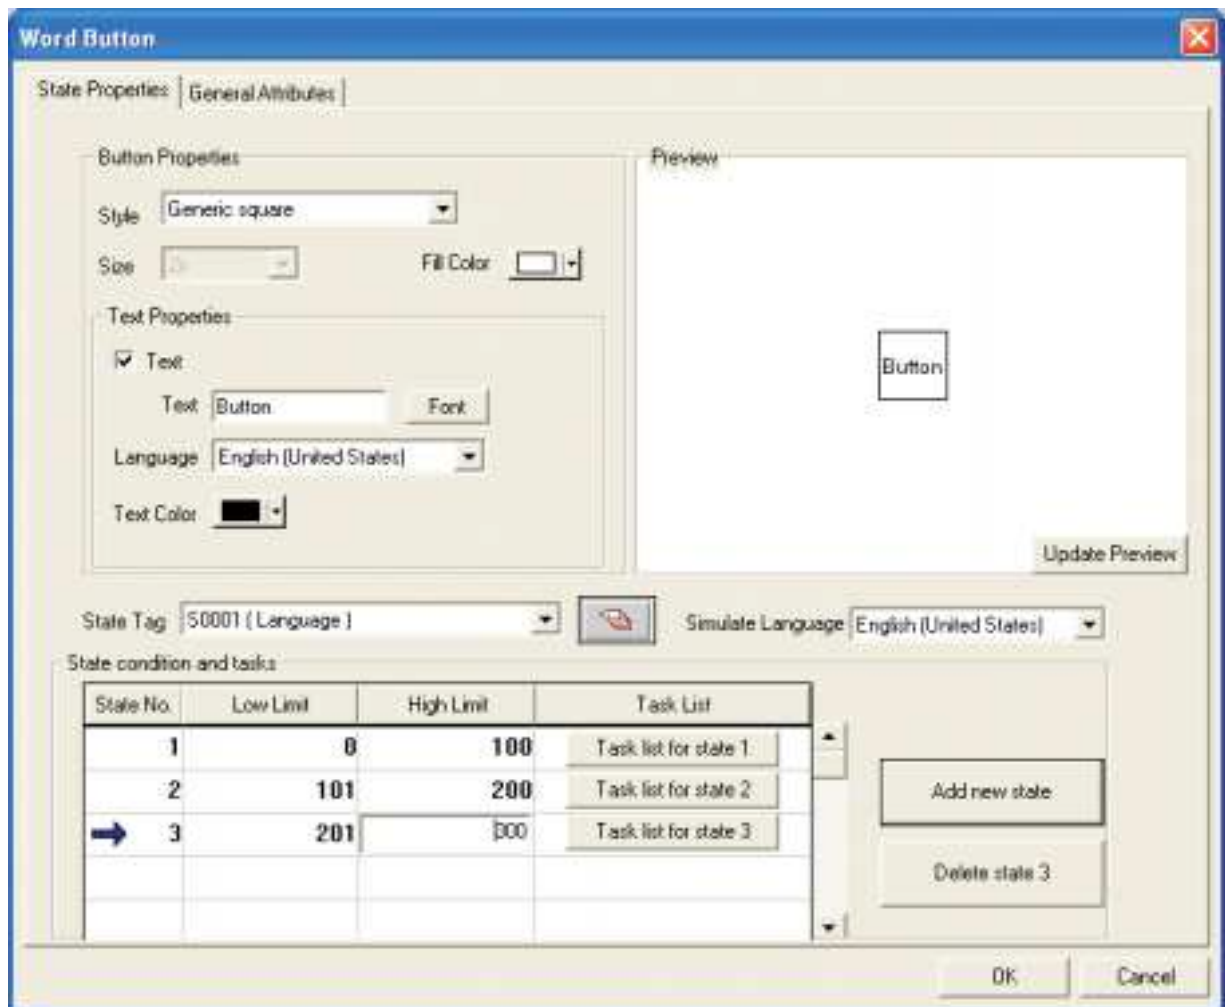 Word Button
State Properties General Attributes
Button Properties
Preview
Style Generic square
Size Fill Color
Text Properties
Text
Text Button Font
Language English (United States)
Text Color
Button
Update Preview
State Tag S0001 ( Language ) Simulate Language English (United States)
State condition and tasks
State No. Low Limit High Limit Task List
1 0 100 Task list for state 1
2 101 200 Task list for state 2
3 201 300 Task list for state 3
Add new state
Delete state 3
OK Cancel